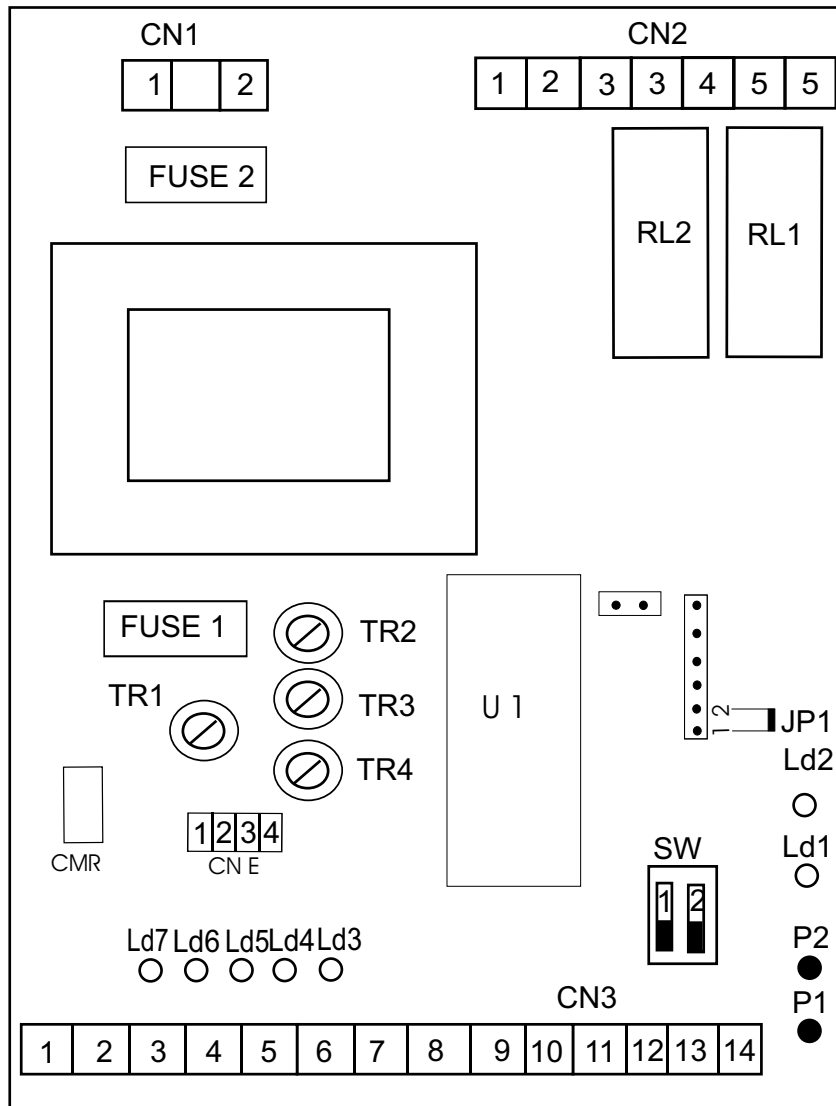 CN1
CN2
1 2
1 2 3 3 4 5 5
FUSE 2
RL2
RL1
FUSE 1
TR2
TR1
TR3
TR4
U 1
1 2
JP1
Ld2
1 2 3 4
CN E
CMR
SW
Ld1
1 2
Ld7 Ld6 Ld5 Ld4 Ld3
P2
CN3
P1
1 2 3 4 5 6 7 8 9 10 11 12 13 14